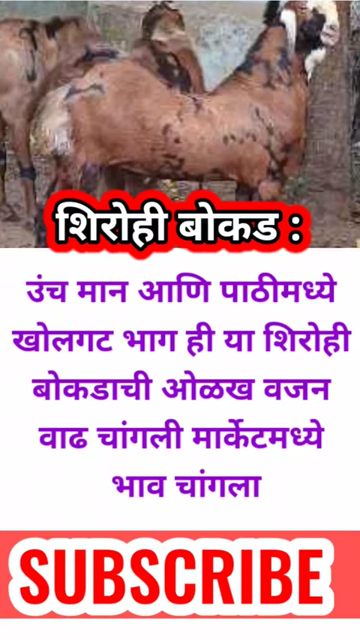 शिरोही बोकड :
उंच मान आणि पाठीमध्ये
खोलगट भाग ही या शिरोही
बोकडाची ओळख वजन
वाढ चांगली मार्केटमध्ये
भाव चांगला
SUBSCRIBE